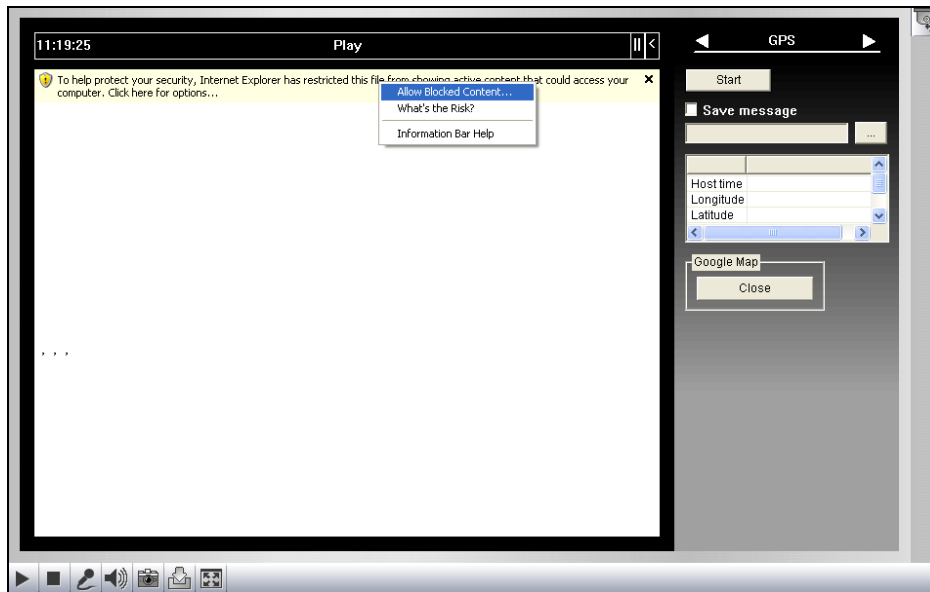 11:19:25 Play || <
To help protect your security, Internet Explorer has restricted this file from showing active content that could access your
computer. Click here for options...
Allow Blocked Content...
What's the Risk?
Information Bar Help
, , ,
GPS
Start
Save message
...
Host time
Longitude
Latitude
Google Map
Close